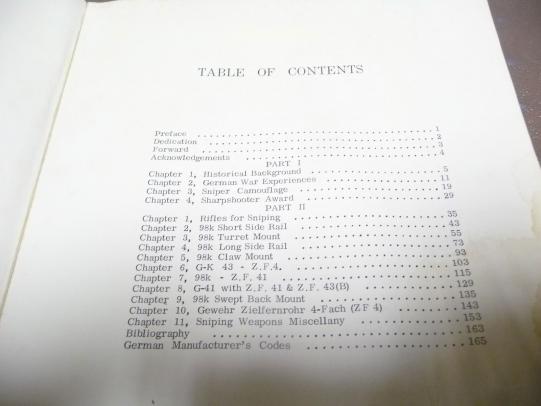 TABLE OF CONTENTS
Preface .......... 1
Dedication .......... 2
Forward .......... 3
Acknowledgements .......... 4
PART I
Chapter 1, Historical Background .......... 5
Chapter 2, German War Experiences .......... 11
Chapter 3, Sniper Camouflage .......... 19
Chapter 4, Sharpshooter Award .......... 29
PART II
Chapter 1, Rifles for Sniping .......... 35
Chapter 2, 98k Short Side Rail .......... 43
Chapter 3, 98k Turret Mount .......... 55
Chapter 4, 98k Long Side Rail .......... 73
Chapter 5, 98k Claw Mount .......... 93
Chapter 6, G-K 43 - Z.F.4. .......... 103
Chapter 7, 98k - Z.F. 41 .......... 115
Chapter 8, G-41 with Z.F. 41 & Z.F. 43(B) .......... 129
Chapter 9, 98k Swept Back Mount .......... 135
Chapter 10, Gewehr Zielfernrohr 4-Fach (ZF 4) .......... 143
Chapter 11, Sniping Weapons Miscellany .......... 153
Bibliography .......... 163
German Manufacturer's Codes .......... 165